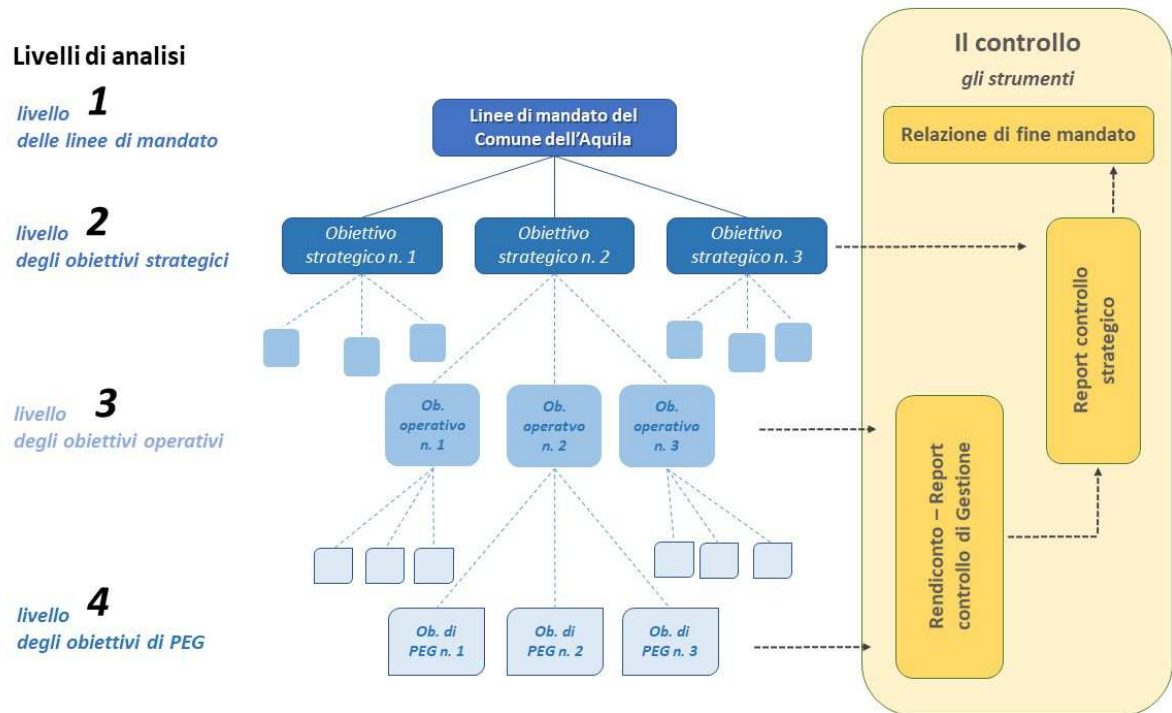 Livelli di analisi
livello 1
delle linee di mandato
livello 2
degli obiettivi strategici
livello 3
degli obiettivi operativi
livello 4
degli obiettivi di PEG
Linee di mandato del
Comune dell'Aquila
Obiettivo
strategico n. 1
Obiettivo
strategico n. 2
Obiettivo
strategico n. 3
Ob.
operativo
n. 1
Ob.
operatvo
n. 2
Ob.
operativo
n. 3
Ob. di
PEG n. 1
Ob. di
PEG n. 2
Ob. di
PEG n. 3
Il controllo
gli strumenti
Relazione di fine mandato
Report controllo
strategico
Rendiconto – Report
controllo di Gestione